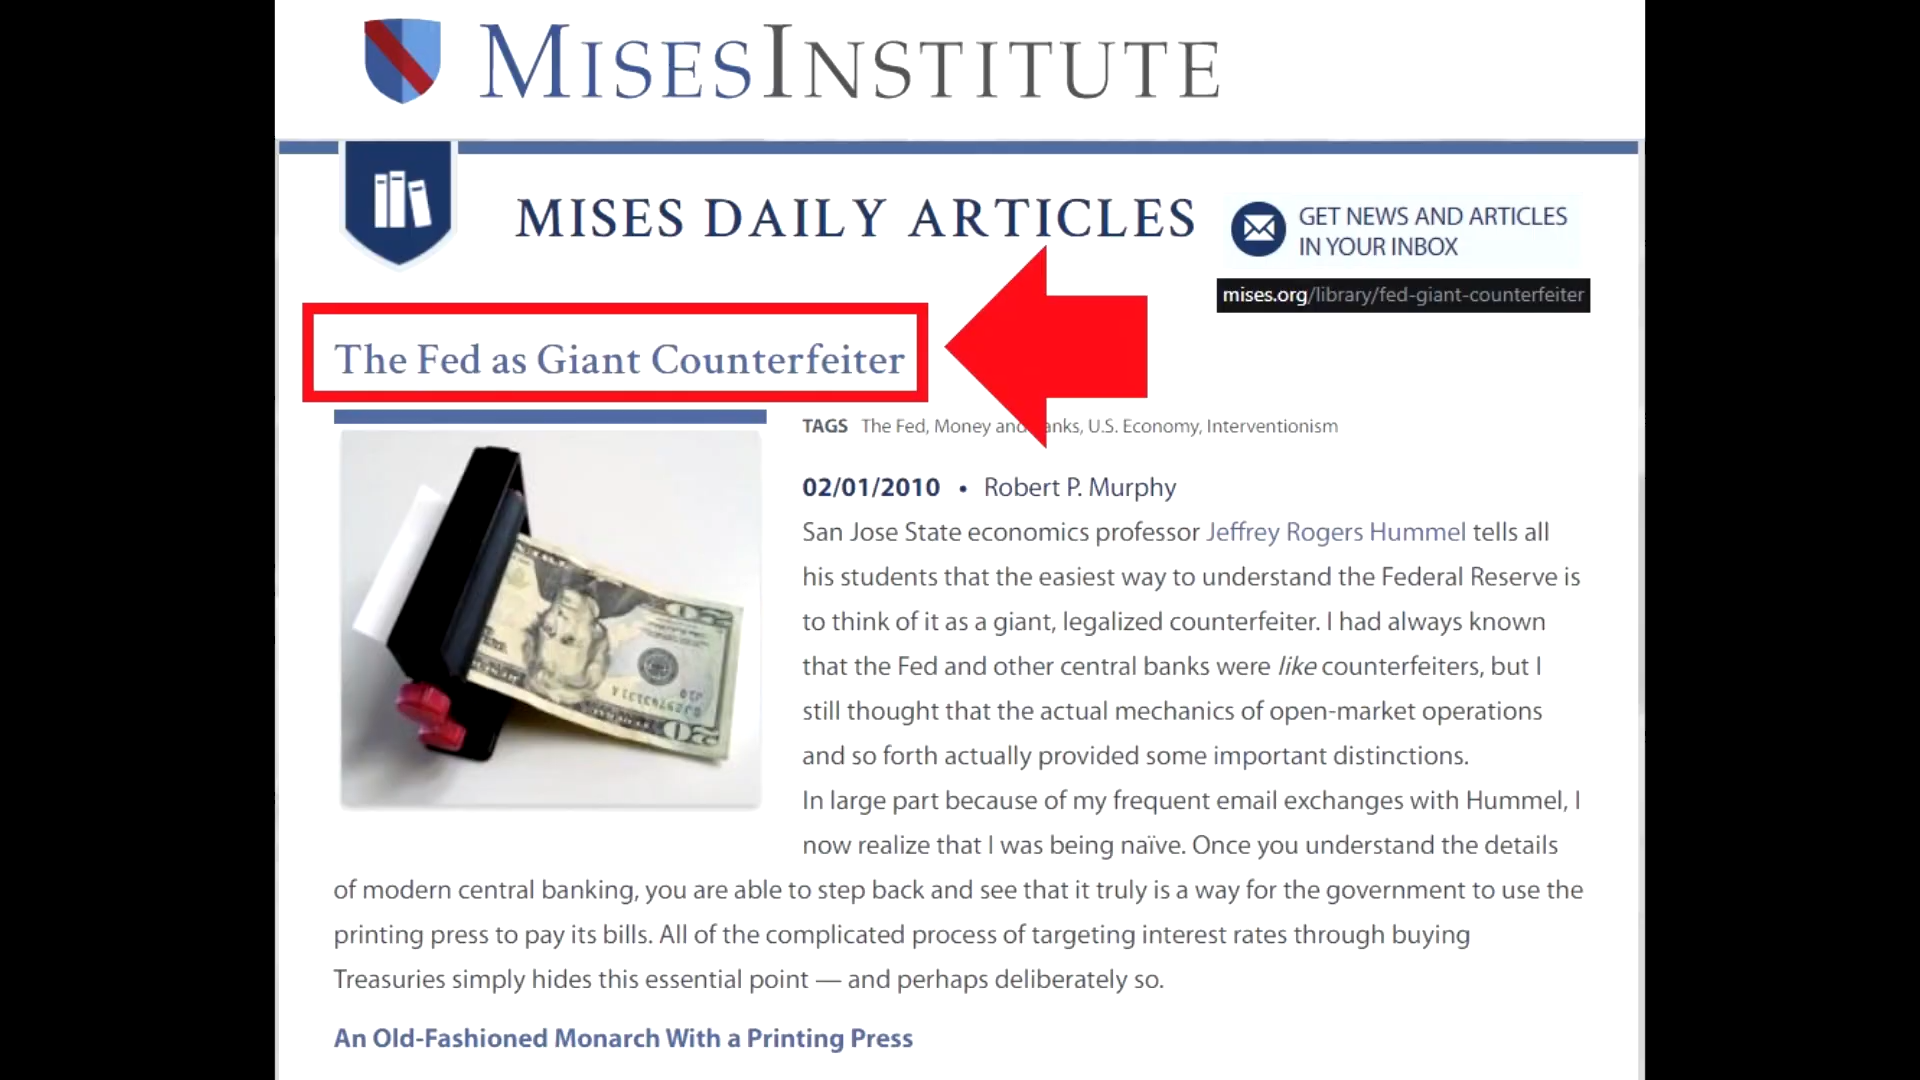 MISESINSTITUTE
MISES DAILY ARTICLES
GET NEWS AND ARTICLES
IN YOUR INBOX
mises.org/library/fed-giant-counterfeiter
The Fed as Giant Counterfeiter
TAGS The Fed, Money and Banks, U.S. Economy, Interventionism
02/01/2010 • Robert P. Murphy
San Jose State economics professor Jeffrey Rogers Hummel tells all
his students that the easiest way to understand the Federal Reserve is
to think of it as a giant, legalized counterfeiter. I had always known
that the Fed and other central banks were like counterfeiters, but I
still thought that the actual mechanics of open-market operations
and so forth actually provided some important distinctions.
In large part because of my frequent email exchanges with Hummel, I
now realize that I was being naïve. Once you understand the details
of modern central banking, you are able to step back and see that it truly is a way for the government to use the
printing press to pay its bills. All of the complicated process of targeting interest rates through buying
Treasuries simply hides this essential point — and perhaps deliberately so.
An Old-Fashioned Monarch With a Printing Press